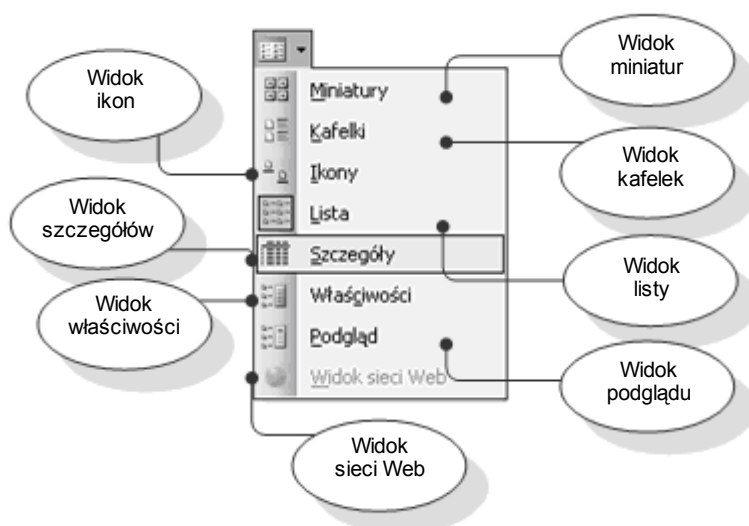 Widok
miniatur
Widok
ikon
Miniatury
Kafelki
Widok
kafelek
Ikony
Widok
szczegółów
Lista
Szczegóły
Widok
listy
Widok
właściwości
Właściwości
Podgląd
Widok
podglądu
Widok sieci Web
Widok
sieci Web